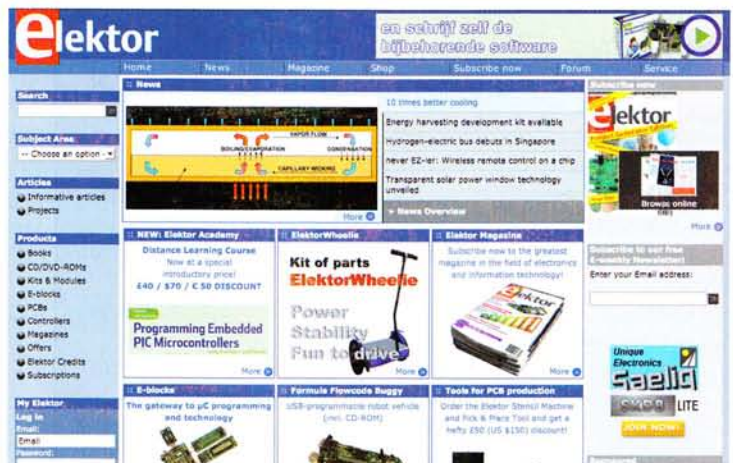 elektor
en schrijf zelf de
bijbehorende software
Home News Magazine Shop Subscribe now Forum Service
Search
Subject Area
-- Choose an option -
Articles
Informative articles
Projects
Products
Books
CD/DVD-ROMs
Kits & Modules
E-blocks
PCBs
Controllers
Magazines
Offers
Elektor Credits
Subscriptions
My Elektor
Log in
Email:
Email
Password:
:: News
VAPOR FLOW
BOILING/EVAPORATION
CONDENSATION
CAPILLARY WICKING
More
10 times better cooling
Energy harvesting development kit available
Hydrogen-electric bus debuts in Singapore
never EZ-ier: Wireless remote control on a chip
Transparent solar power window technology
unveiled
» News Overview
:: NEW: Elektor Academy
Distance Learning Course
Now at a special
introductory price!
£40 / $70 / € 50 DISCOUNT
Programming Embedded
PIC Microcontrollers
More
:: ElektorWheelie
Kit of parts
ElektorWheelie
Power
Stability
Fun to drive
More
:: Elektor Magazine
Subscribe now to the greatest
magazine in the field of electronics
and information technology!
elektor
More
:: E-blocks
The gateway to µC programming
and technology
:: Formula Flowcode Buggy
USB-programmable robot vehicle
(incl. CD-ROM)
:: Tools for PCB production
Order the Elektor Stencil Machine
and Pick & Place Tool and get a
hefty £90 (US $150) discount!
Subscribe now
elektor
Browse online
More
Subscribe to our free
E-weekly Newsletter!
Enter your Email address:
Unique
Electronics
Saelig
LITE
JOIN NOW!